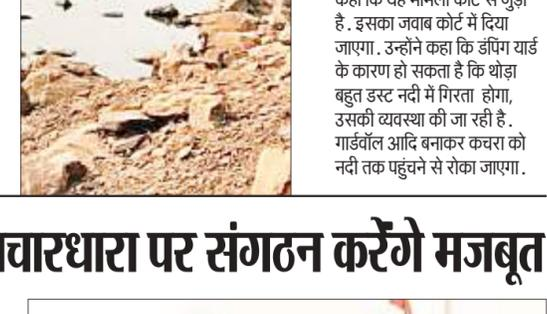 कहा कि यह मामला कोर्ट से जुड़ा
है. इसका जवाब कोर्ट में दिया
जाएगा. उन्होंने कहा कि डंपिंग यार्ड
के कारण हो सकता है कि थोड़ा
बहुत डस्ट नदी में गिरता होगा,
उसकी व्यवस्था की जा रही है.
गार्डवॉल आदि बनाकर कचरा को
नदी तक पहुंचने से रोका जाएगा.
पर संगठन करेंगे मजबूत